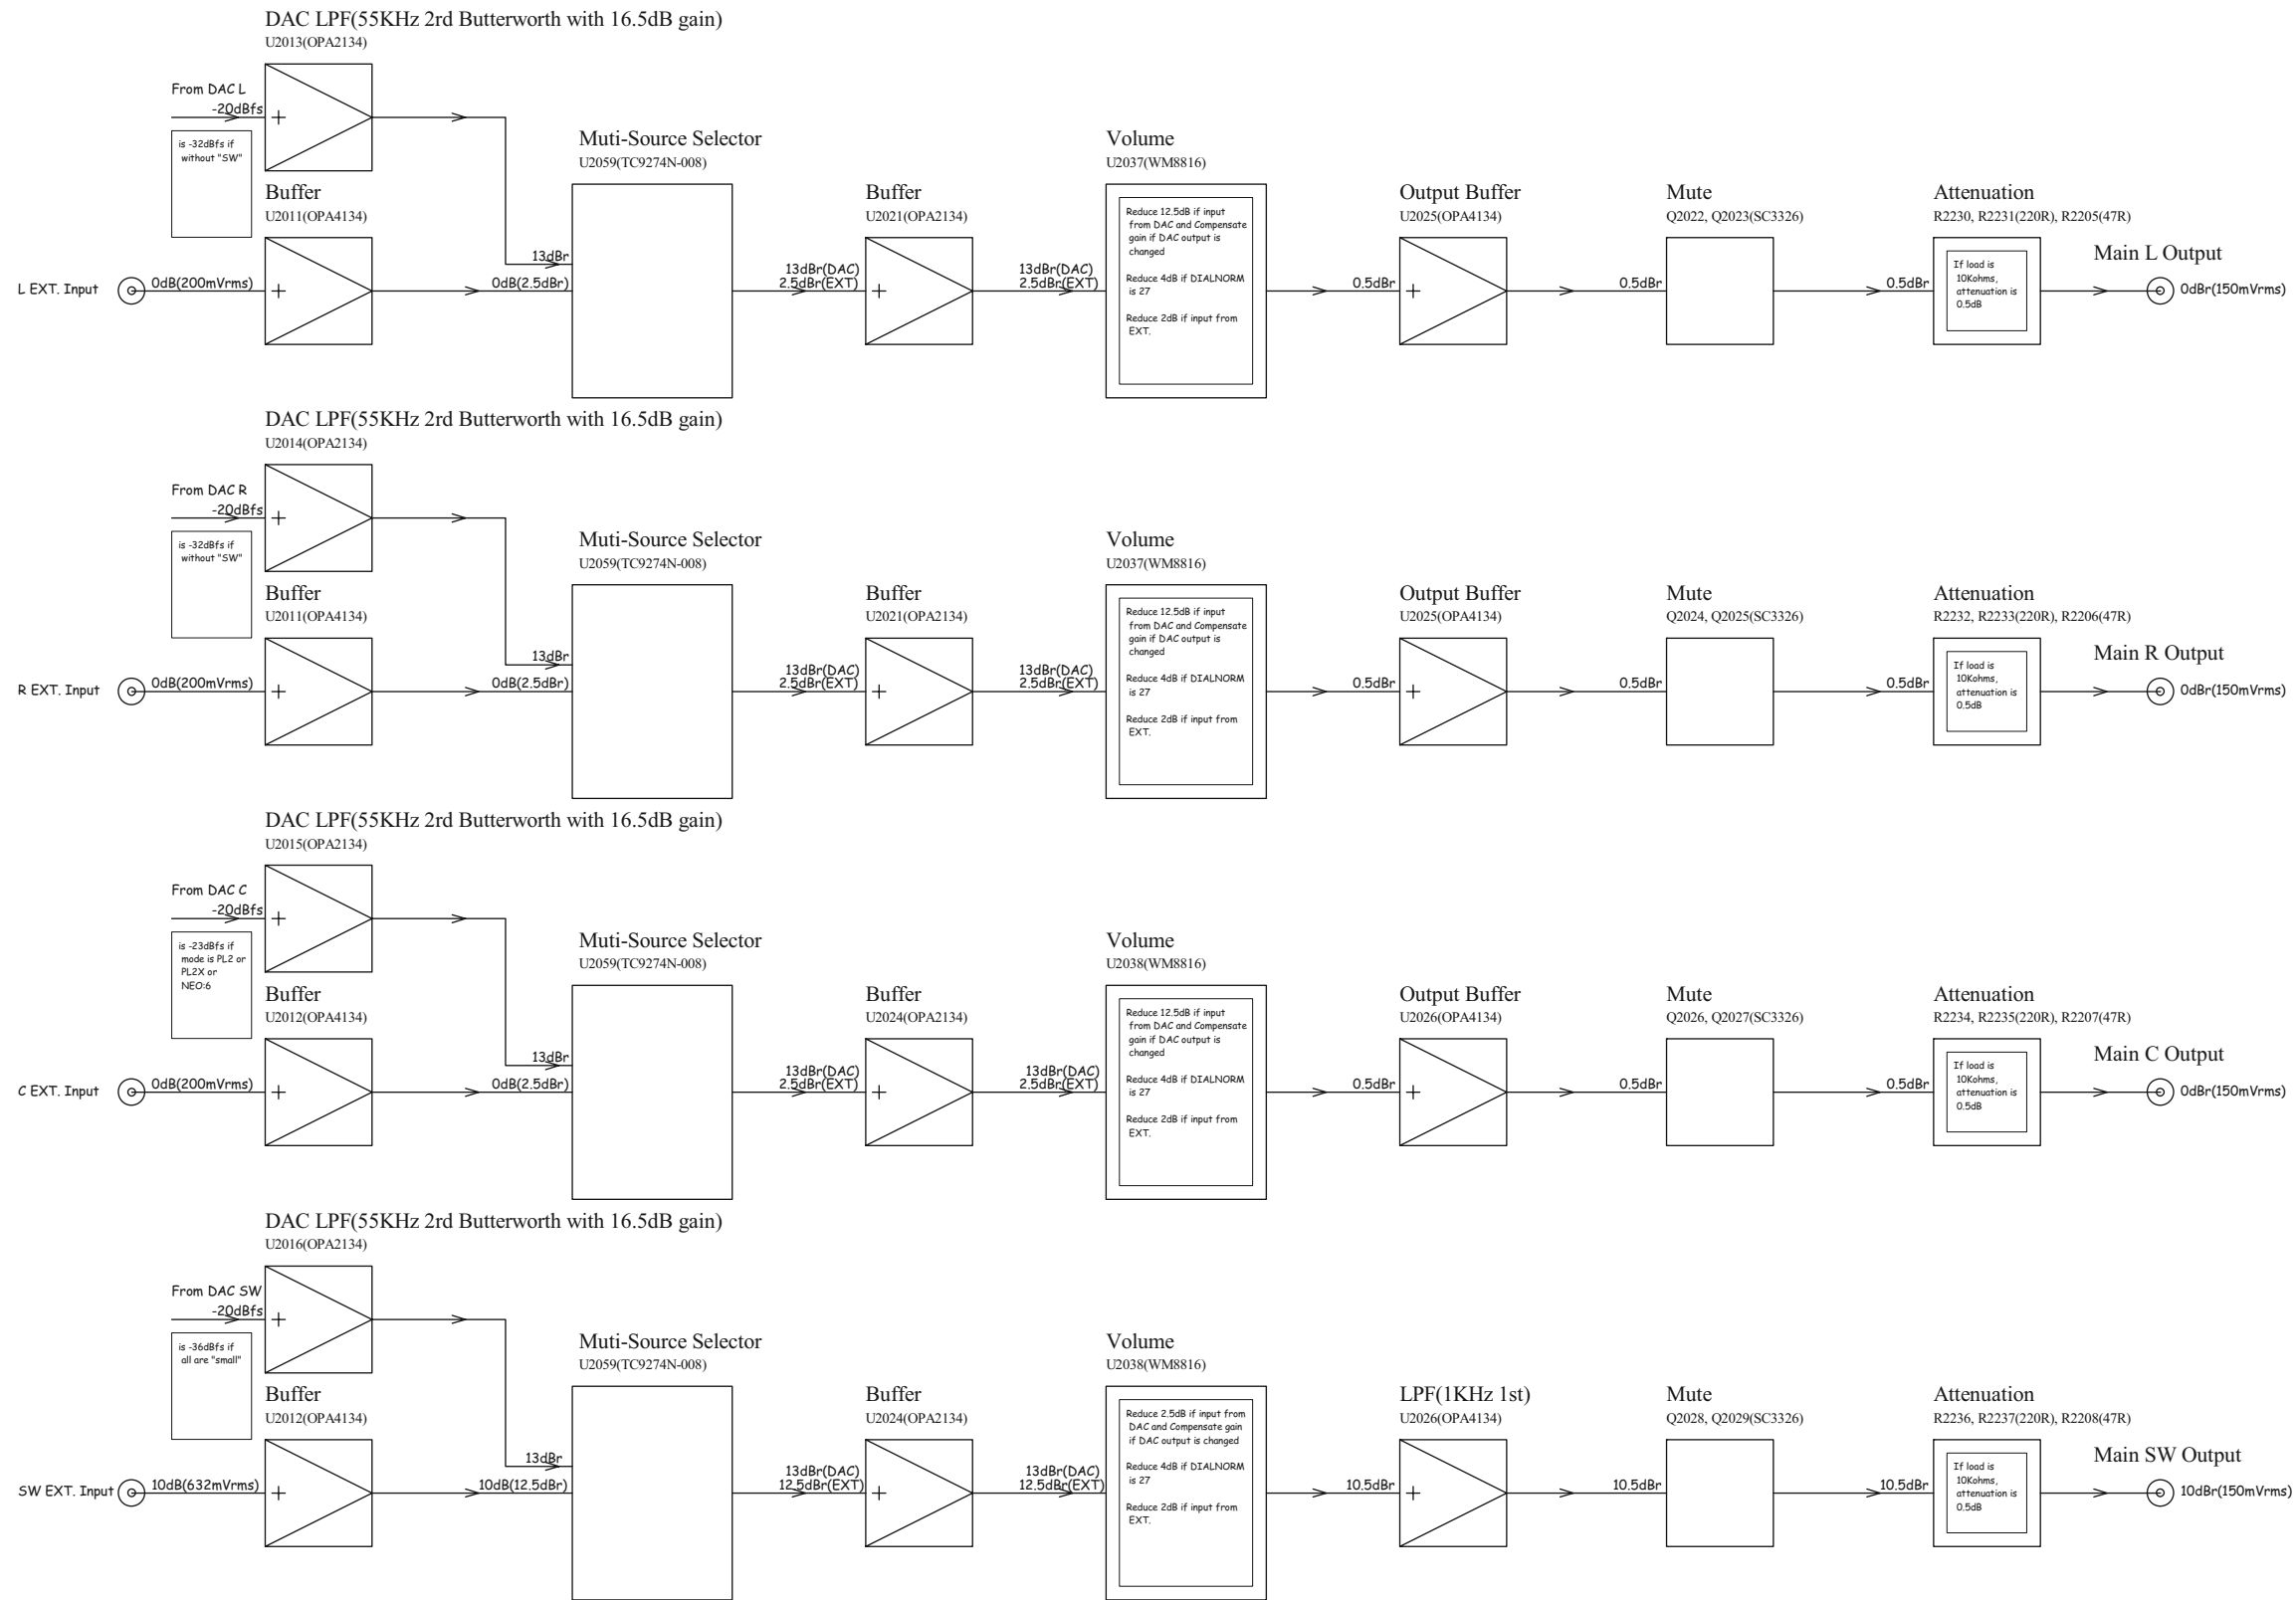 DAC LPF(55KHz 2rd Butterworth with 16.5dB gain)
U2013(OPA2134)
From DAC L
-20dBfs
is -32dBfs if
without "SW"
Muti-Source Selector
U2059(TC9274N-008)
Volume
U2037(WM8816)
Buffer
U2011(OPA4134)
Buffer
U2021(OPA2134)
Output Buffer
U2025(OPA4134)
Mute
Q2022, Q2023(SC3326)
Attenuation
R2230, R2231(220R), R2205(47R)
Reduce 12.5dB if input
from DAC and Compensate
gain if DAC output is
changed
Reduce 4dB if DIALNORM
is 27
Reduce 2dB if input from
EXT.
If load is
10Kohms,
attenuation is
0.5dB
Main L Output
L EXT. Input
0dB(200mVrms)
13dBr
0dB(2.5dBr)
13dBr(DAC)
2.5dBr(EXT)
13dBr(DAC)
2.5dBr(EXT)
0.5dBr
0.5dBr
0.5dBr
0dBr(150mVrms)
DAC LPF(55KHz 2rd Butterworth with 16.5dB gain)
U2014(OPA2134)
From DAC R
-20dBfs
is -32dBfs if
without "SW"
Muti-Source Selector
U2059(TC9274N-008)
Volume
U2037(WM8816)
Buffer
U2011(OPA4134)
Buffer
U2021(OPA2134)
Output Buffer
U2025(OPA4134)
Mute
Q2024, Q2025(SC3326)
Attenuation
R2232, R2233(220R), R2206(47R)
Reduce 12.5dB if input
from DAC and Compensate
gain if DAC output is
changed
Reduce 4dB if DIALNORM
is 27
Reduce 2dB if input from
EXT.
If load is
10Kohms,
attenuation is
0.5dB
Main R Output
R EXT. Input
0dB(200mVrms)
13dBr
0dB(2.5dBr)
13dBr(DAC)
2.5dBr(EXT)
13dBr(DAC)
2.5dBr(EXT)
0.5dBr
0.5dBr
0.5dBr
0dBr(150mVrms)
DAC LPF(55KHz 2rd Butterworth with 16.5dB gain)
U2015(OPA2134)
From DAC C
-20dBfs
is -23dBfs if
mode is PL2 or
PL2X or
NEO:6
Muti-Source Selector
U2059(TC9274N-008)
Volume
U2038(WM8816)
Buffer
U2012(OPA4134)
Buffer
U2024(OPA2134)
Output Buffer
U2026(OPA4134)
Mute
Q2026, Q2027(SC3326)
Attenuation
R2234, R2235(220R), R2207(47R)
Reduce 12.5dB if input
from DAC and Compensate
gain if DAC output is
changed
Reduce 4dB if DIALNORM
is 27
Reduce 2dB if input from
EXT.
If load is
10Kohms,
attenuation is
0.5dB
Main C Output
C EXT. Input
0dB(200mVrms)
13dBr
0dB(2.5dBr)
13dBr(DAC)
2.5dBr(EXT)
13dBr(DAC)
2.5dBr(EXT)
0.5dBr
0.5dBr
0.5dBr
0dBr(150mVrms)
DAC LPF(55KHz 2rd Butterworth with 16.5dB gain)
U2016(OPA2134)
From DAC SW
-20dBfs
is -36dBfs if
all are "small"
Muti-Source Selector
U2059(TC9274N-008)
Volume
U2038(WM8816)
Buffer
U2012(OPA4134)
Buffer
U2024(OPA2134)
LPF(1KHz 1st)
U2026(OPA4134)
Mute
Q2028, Q2029(SC3326)
Attenuation
R2236, R2237(220R), R2208(47R)
Reduce 2.5dB if input from
DAC and Compensate gain
if DAC output is changed
Reduce 4dB if DIALNORM
is 27
Reduce 2dB if input from
EXT.
If load is
10Kohms,
attenuation is
0.5dB
Main SW Output
SW EXT. Input
10dB(632mVrms)
13dBr
10dB(12.5dBr)
13dBr(DAC)
12.5dBr(EXT)
13dBr(DAC)
12.5dBr(EXT)
10.5dBr
10.5dBr
10.5dBr
10dBr(150mVrms)